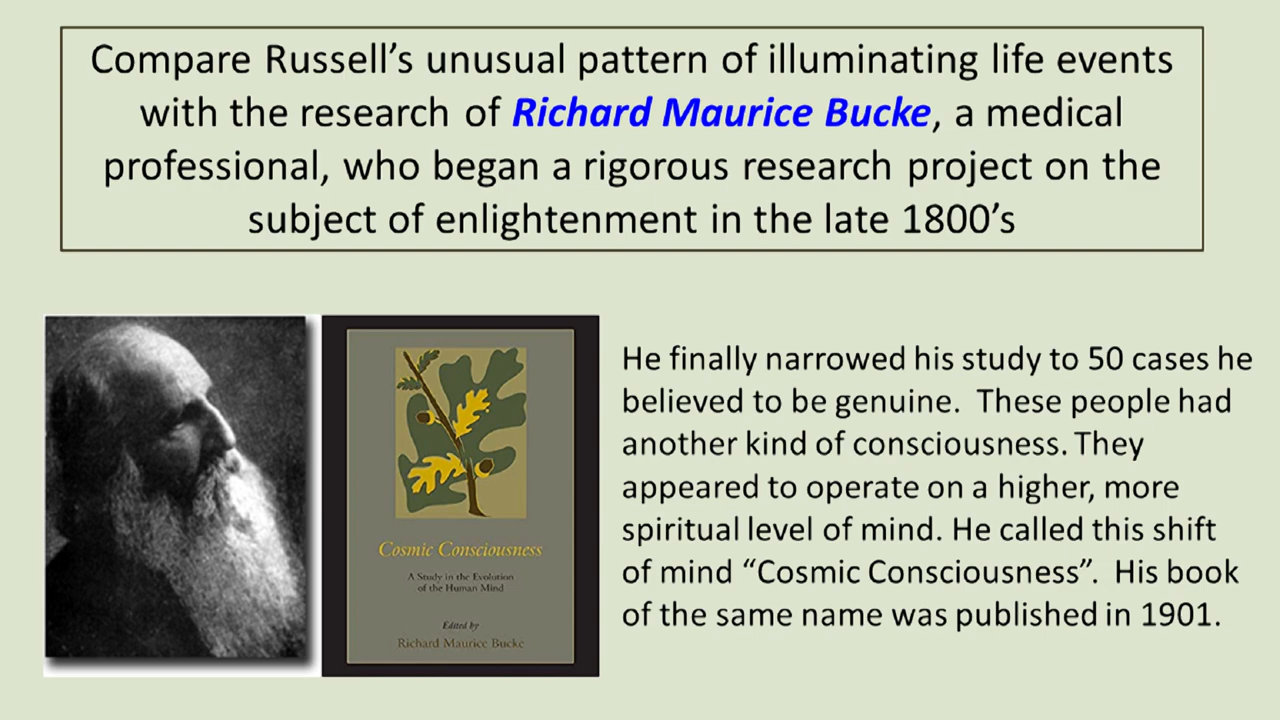 Compare Russell’s unusual pattern of illuminating life events
with the research of Richard Maurice Bucke, a medical
professional, who began a rigorous research project on the
subject of enlightenment in the late 1800’s
He finally narrowed his study to 50 cases he
believed to be genuine.  These people had
another kind of consciousness. They
appeared to operate on a higher, more
spiritual level of mind. He called this shift
of mind “Cosmic Consciousness”.  His book
of the same name was published in 1901.
Cosmic Consciousness
A Study in the Evolution
of the Human Mind
Edited by
Richard Maurice Bucke